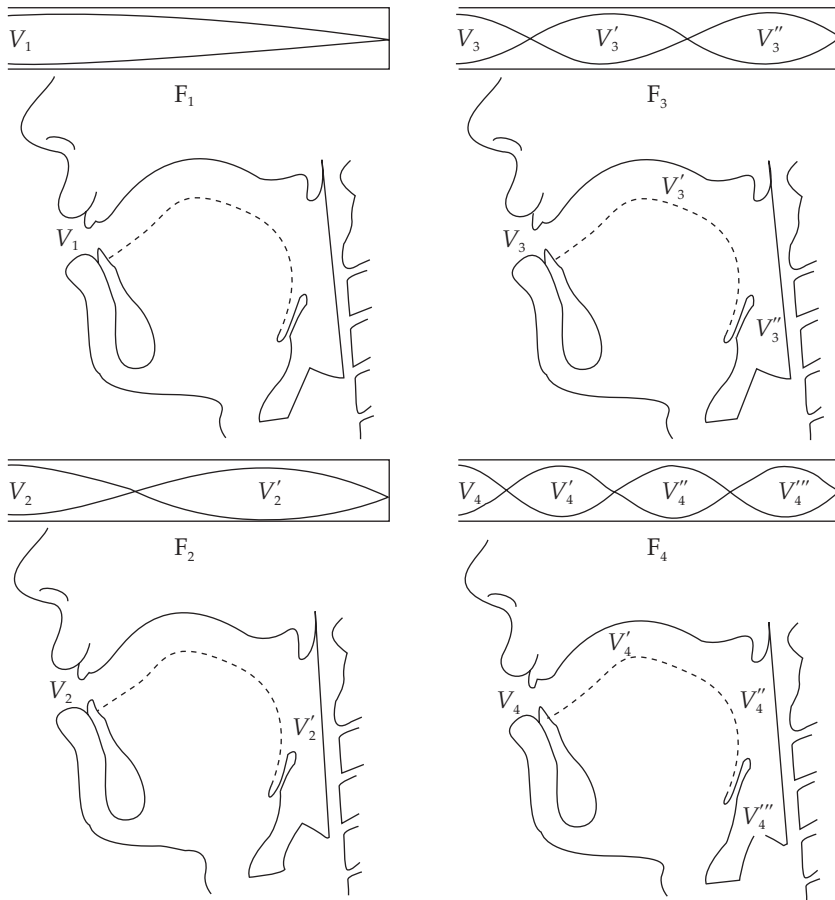 V₁
F₁
V₁
V₃ V₃′ V₃″
F₃
V₃′
V₃
V₃″
V₂ V₂′
F₂
V₂
V₂′
V₄ V₄′ V₄″ V₄‴
F₄
V₄′
V₄ V₄″
V₄‴